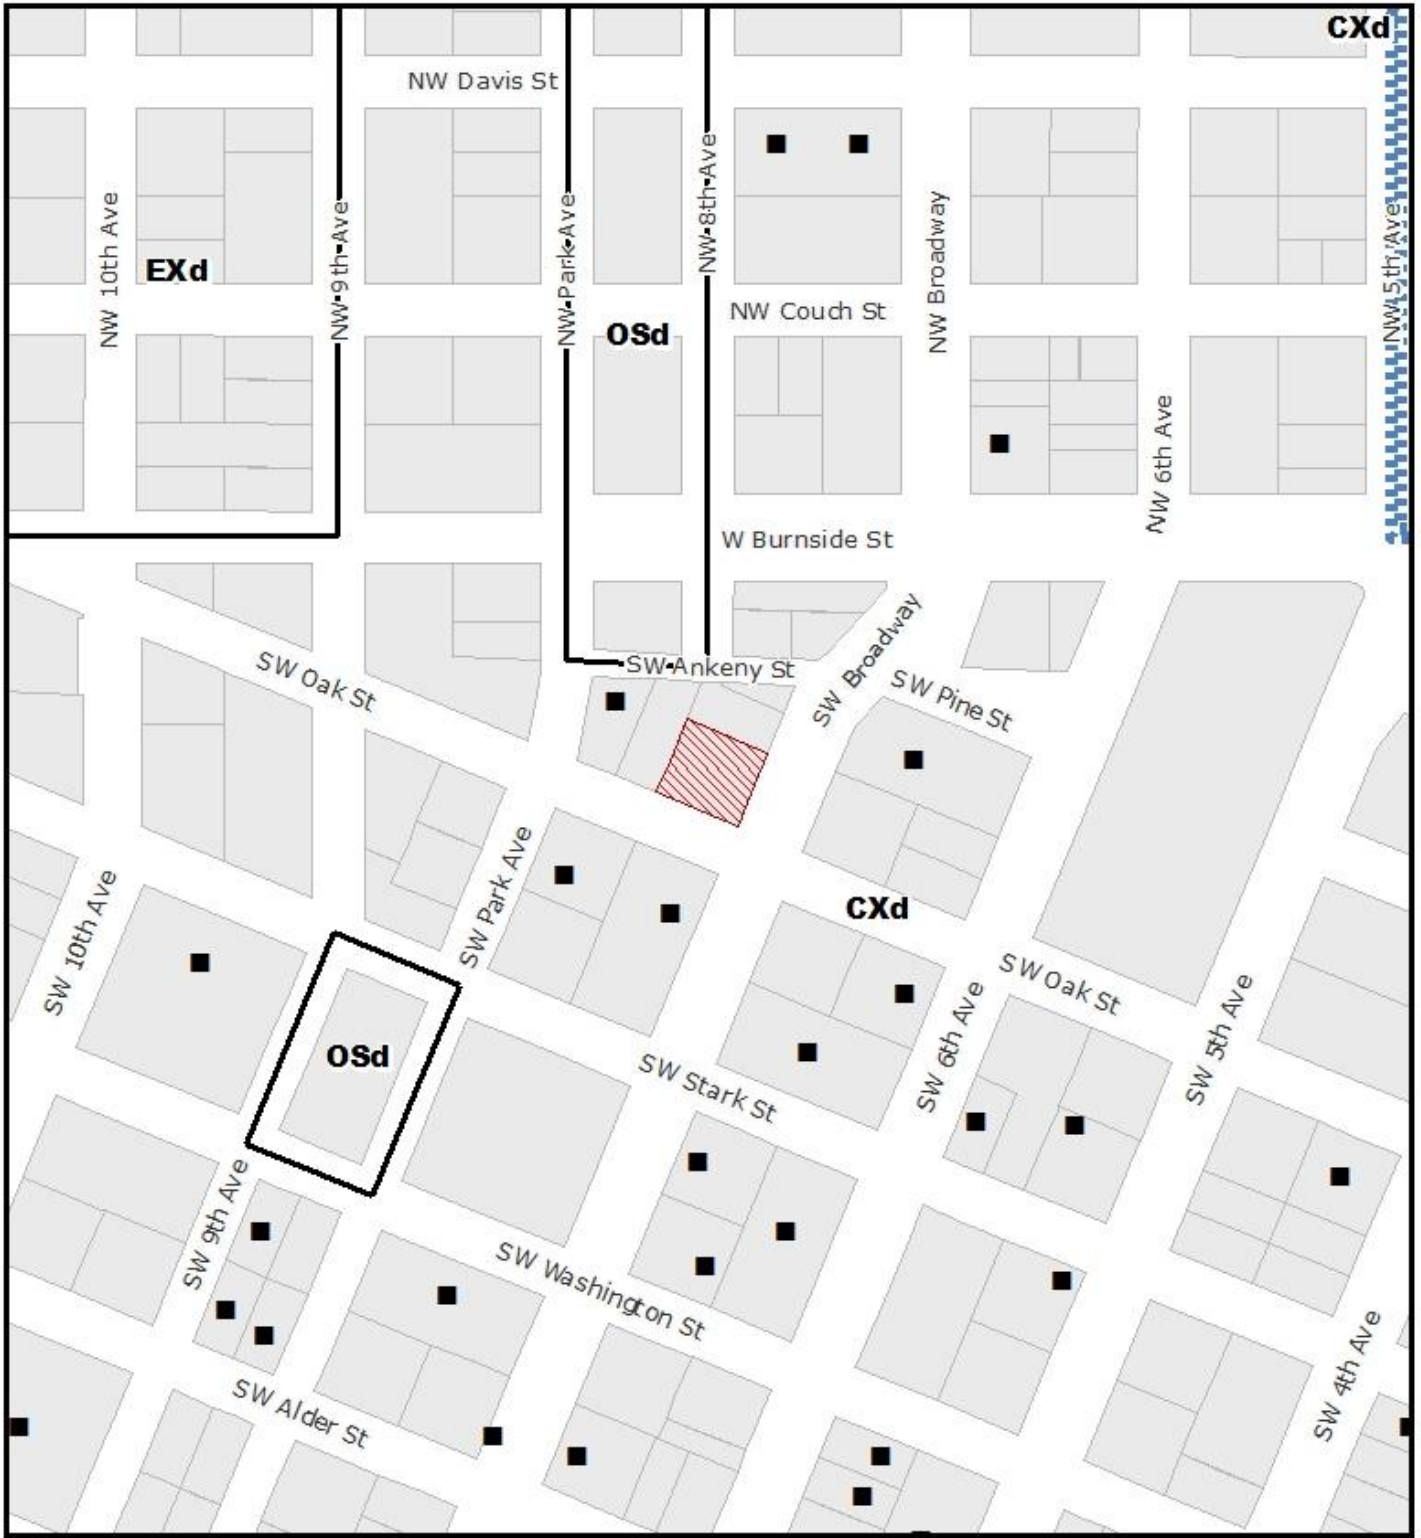 CXd
NW Davis St
NW 10th Ave
NW 9th Ave
NW Park Ave
NW 8th Ave
NW Broadway
NW 5th Ave
EXd
NW Couch St
OSd
NW 6th Ave
W Burnside St
SW Oak St
SW Ankeny St
SW Broadway
SW Pine St
SW Park Ave
SW 10th Ave
CXd
SW Oak St
SW 6th Ave
SW 5th Ave
OSd
SW Stark St
SW 9th Ave
SW Washington St
SW 4th Ave
SW Alder St